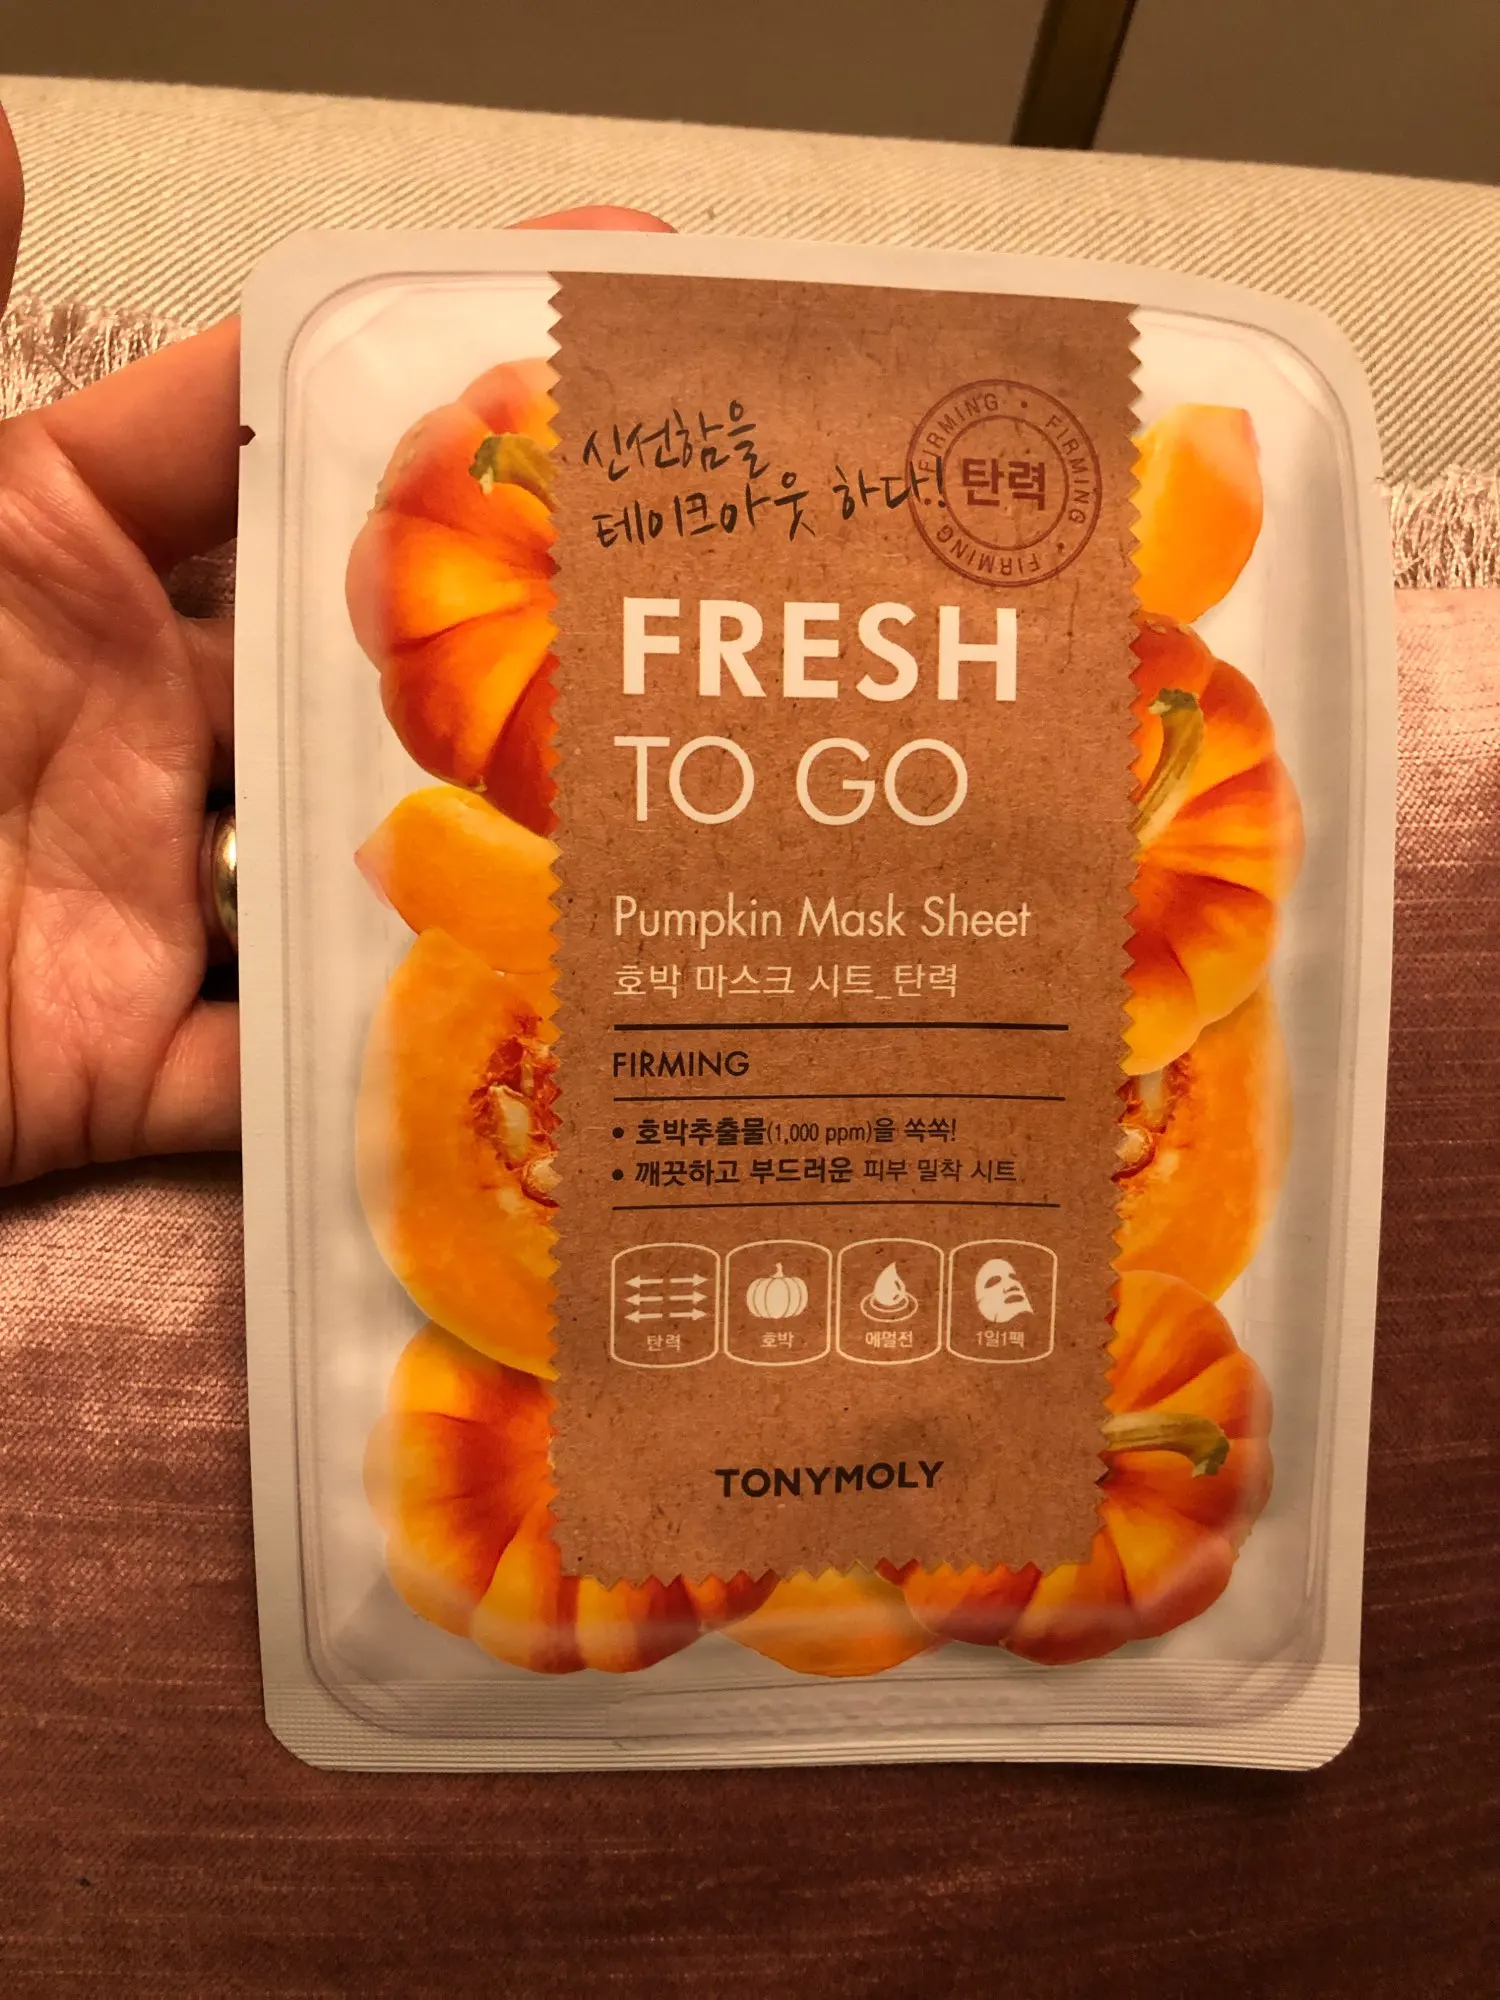 신선함을
테이크아웃 하다!
FIRMING • FIRMING • FIRMING •
탄력
FRESH
TO GO
Pumpkin Mask Sheet
호박 마스크 시트_탄력
FIRMING
• 호박추출물(1,000 ppm)을 쏙쏙!
• 깨끗하고 부드러운 피부 밀착 시트
탄력
호박
에멀전
1일1팩
TONYMOLY